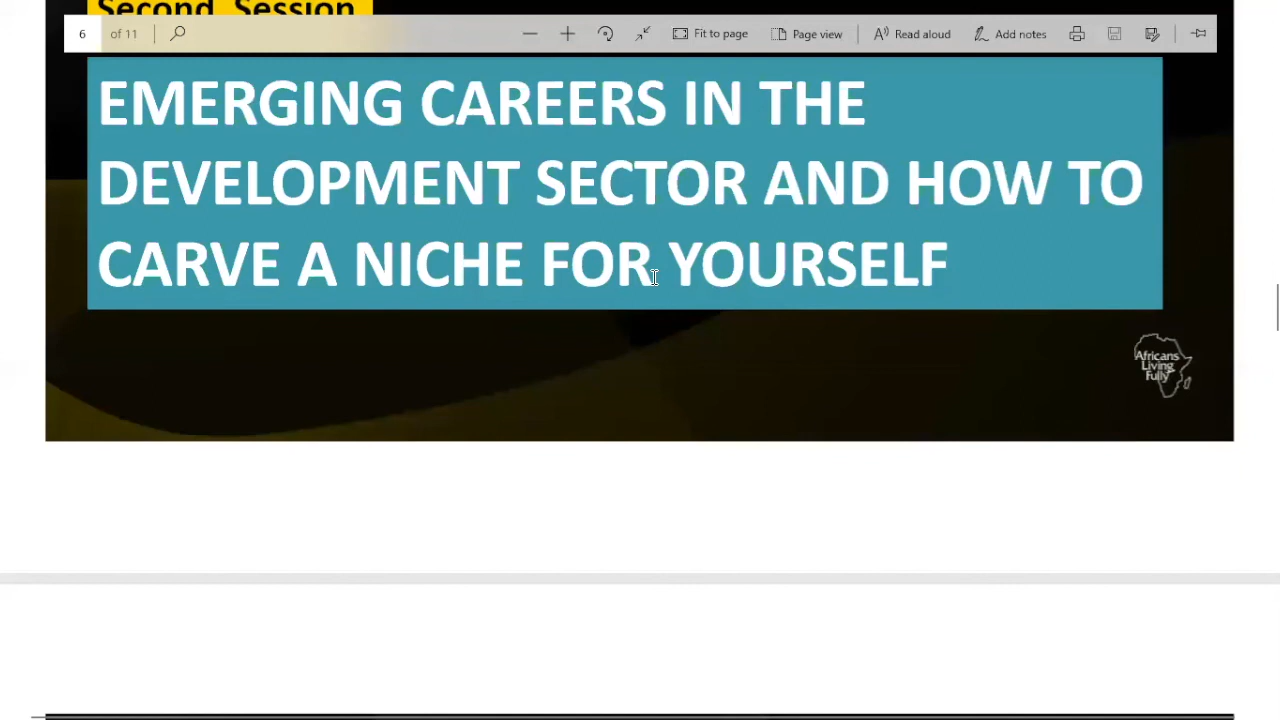 Second Session
6 of 11 Fit to page Page view Read aloud Add notes
EMERGING CAREERS IN THE
DEVELOPMENT SECTOR AND HOW TO
CARVE A NICHE FOR YOURSELF
Africans
Living
Fully